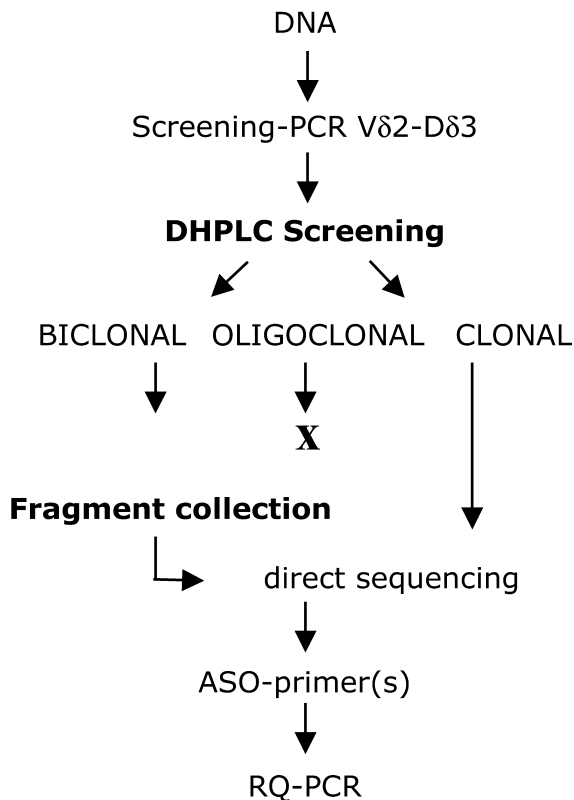 DNA
Screening-PCR Vδ2-Dδ3
DHPLC Screening
BICLONAL OLIGOCLONAL CLONAL
X
Fragment collection
direct sequencing
ASO-primer(s)
RQ-PCR